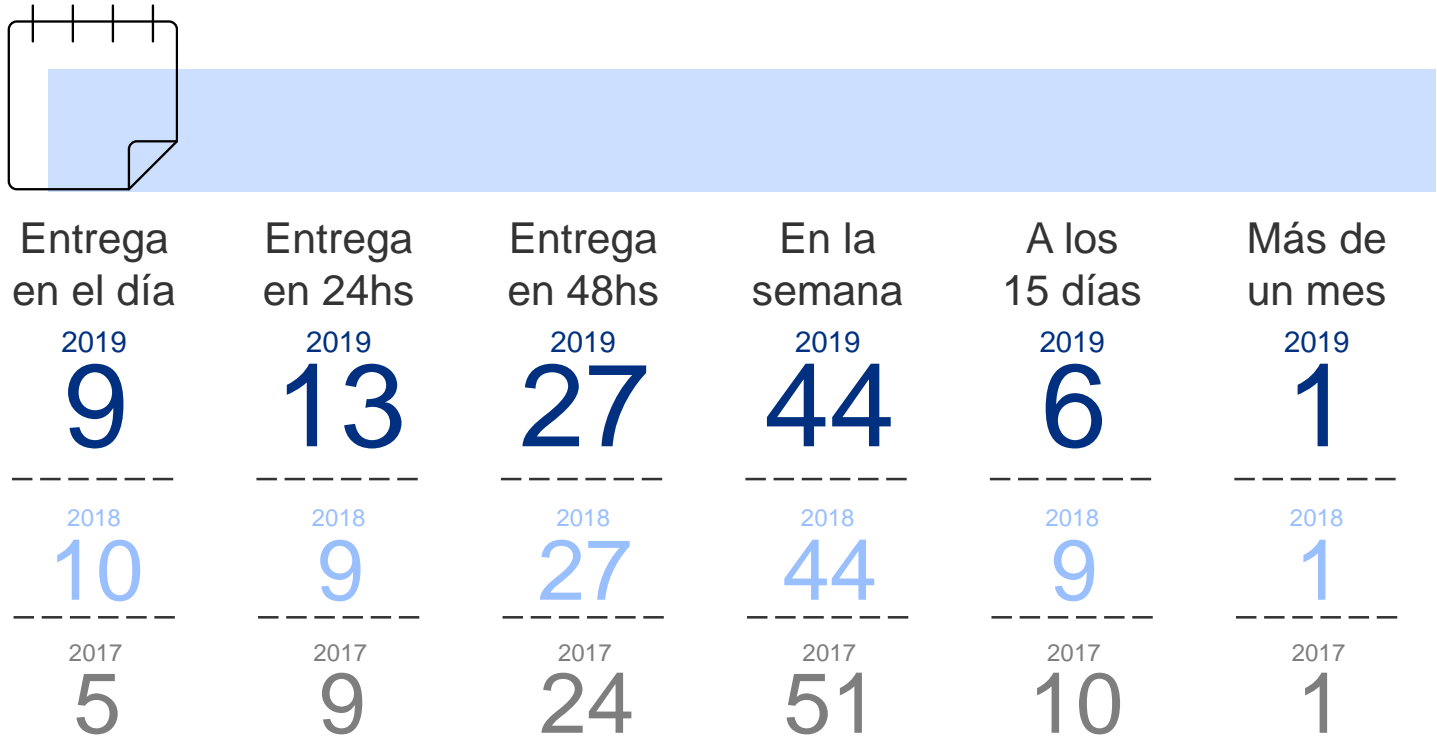 Entrega
en el día
Entrega
en 24hs
Entrega
en 48hs
En la
semana
A los
15 días
Más de
un mes
2019 2019 2019 2019 2019 2019
9 13 27 44 6 1
2018 2018 2018 2018 2018 2018
10 9 27 44 9 1
2017 2017 2017 2017 2017 2017
5 9 24 51 10 1